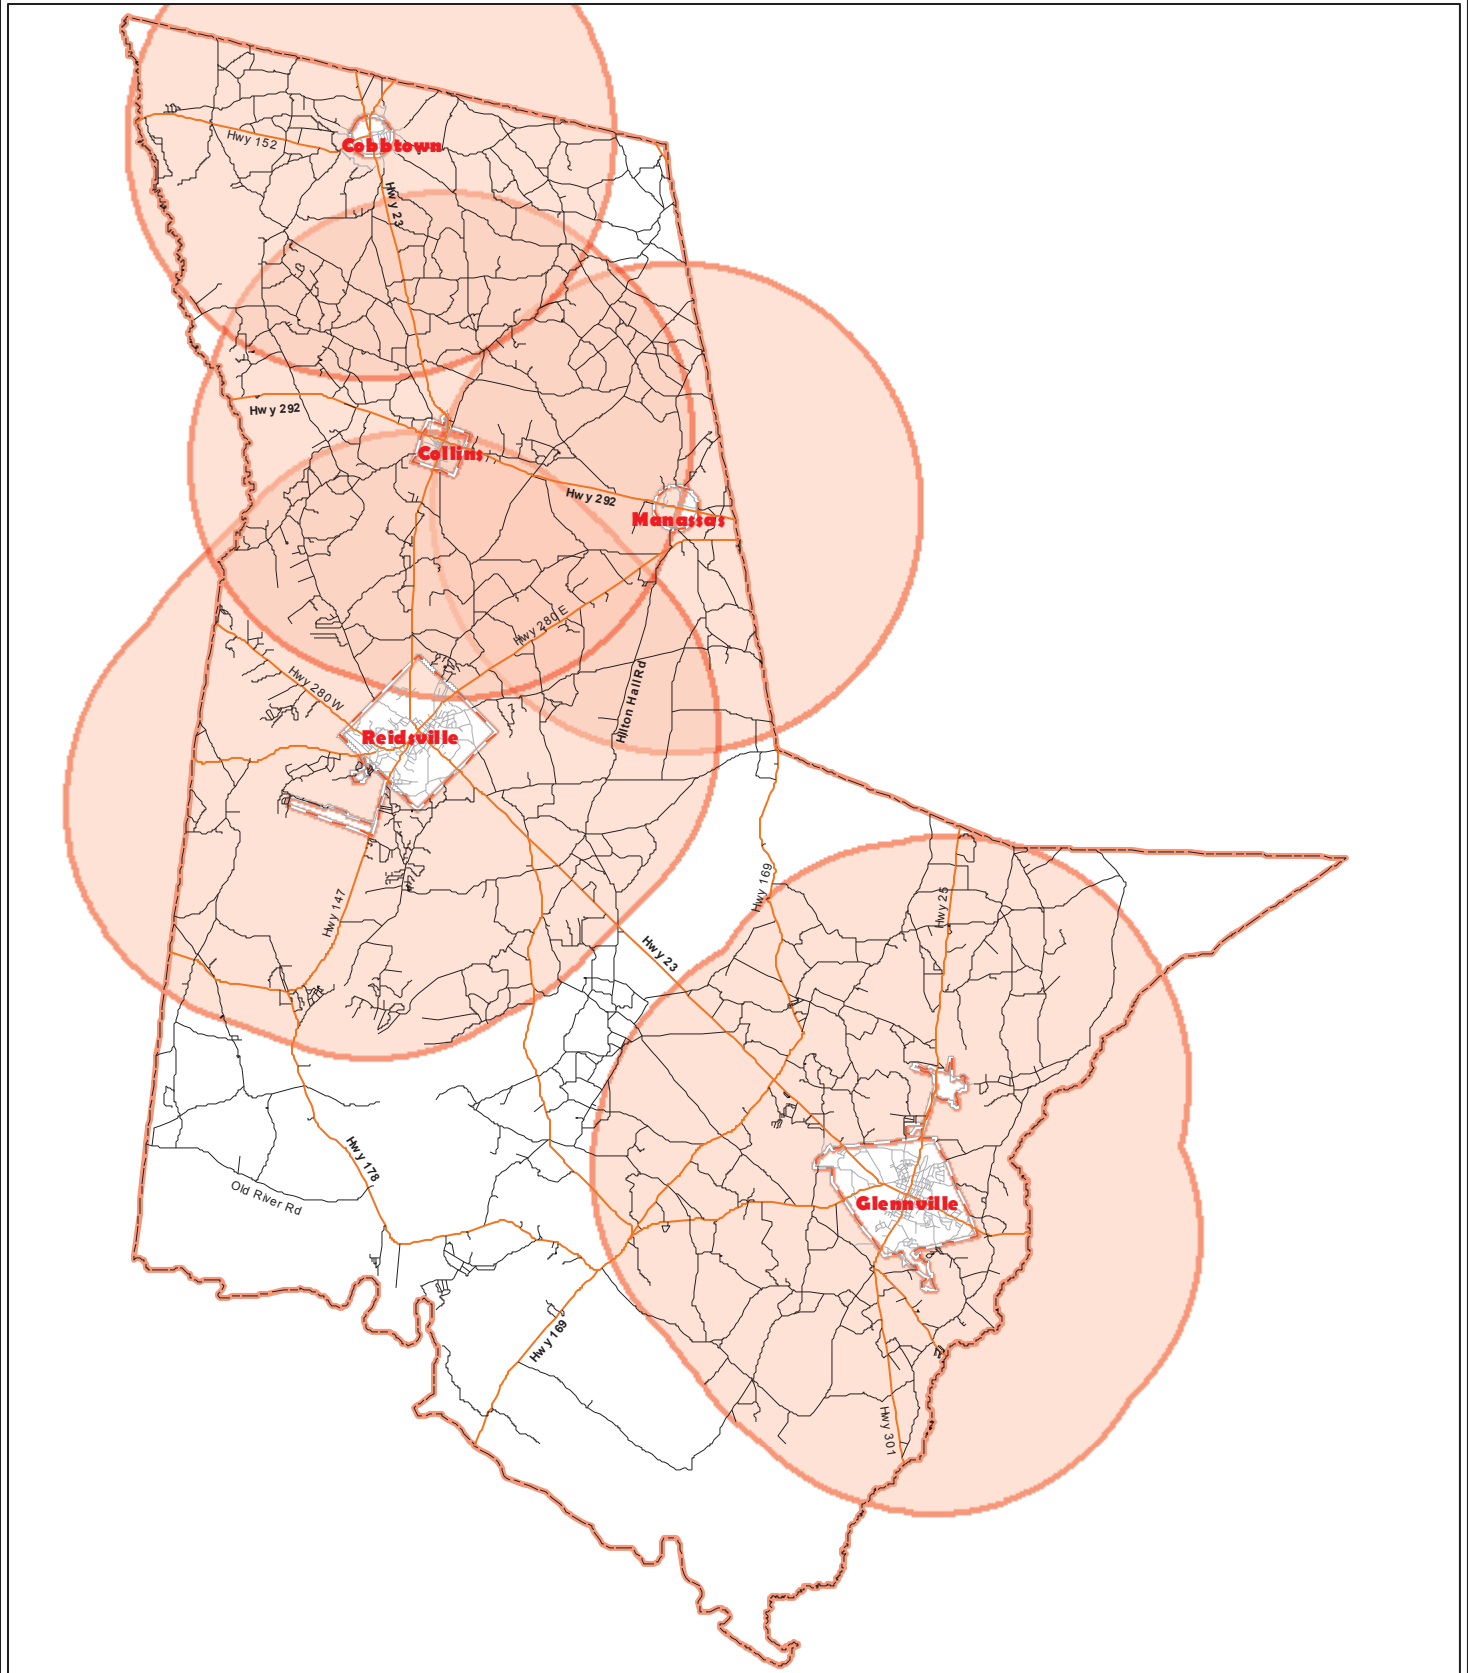 Cobbtown
Hwy 152
Hwy 23
Hwy 292
Collins
Hwy 292
Manassas
Hwy 280 E
Hwy 280 W
Hilton Hall Rd
Reidsville
Hwy 169
Hwy 25
Hwy 147
Hwy 23
Hwy 178
Old River Rd
Glennville
Hwy 169
Hwy 301